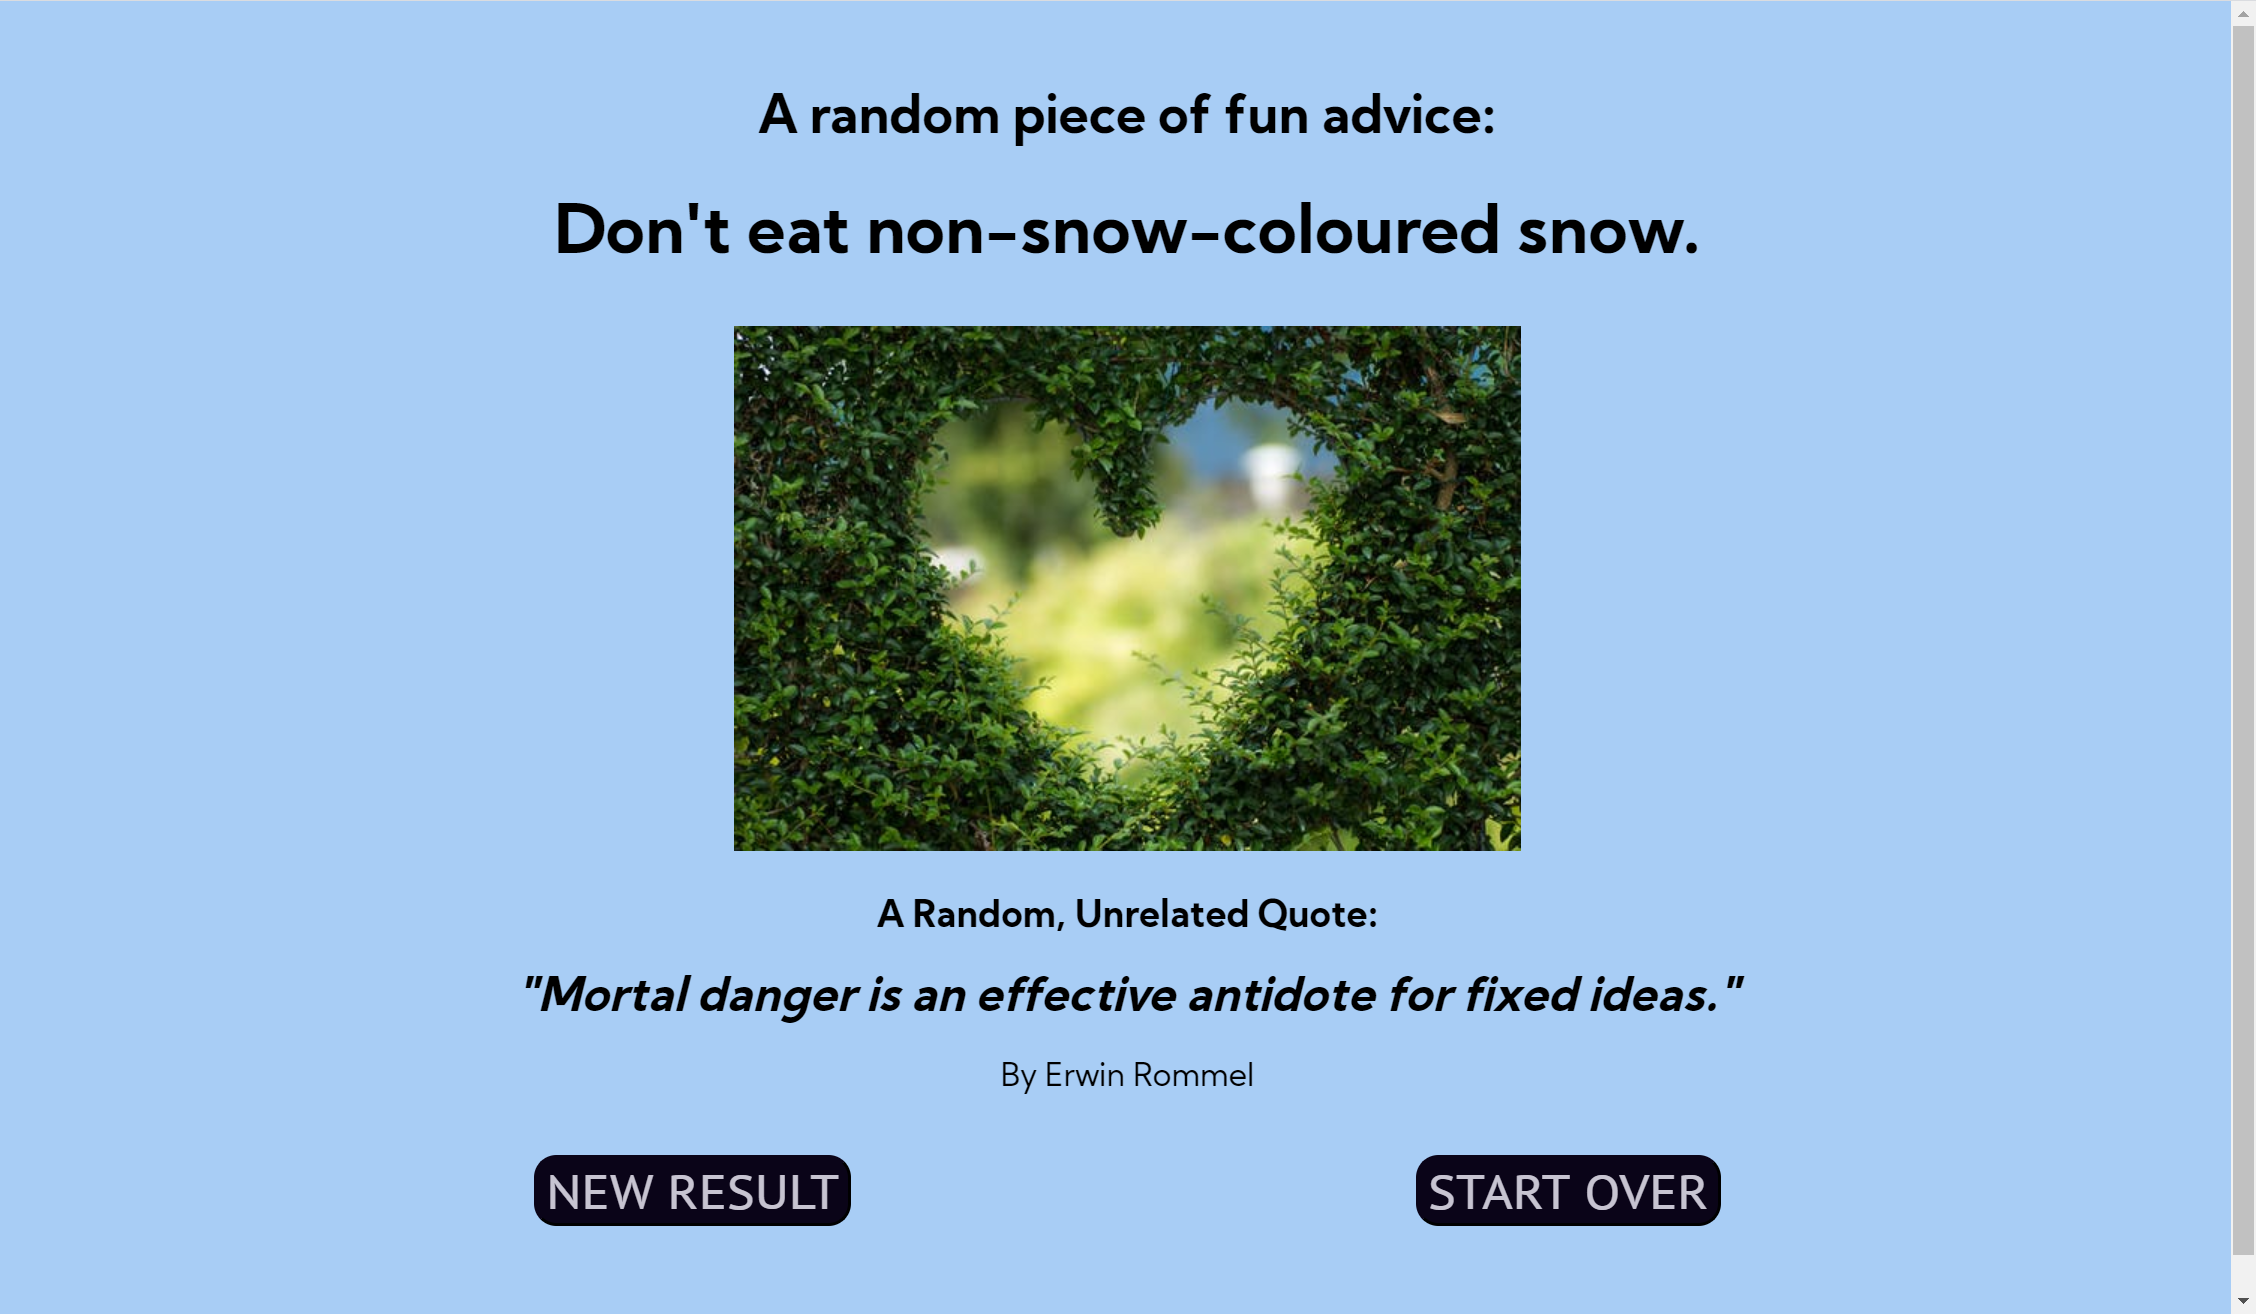 A random piece of fun advice:
Don't eat non-snow-coloured snow.
A Random, Unrelated Quote:
"Mortal danger is an effective antidote for fixed ideas."
By Erwin Rommel
NEW RESULT
START OVER